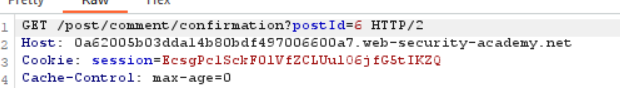 Raw
Hex
1 GET /post/comment/confirmation?postId=6 HTTP/2
2 Host: 0a62005b03dda14b80bdf497006600a7.web-security-academy.net
3 Cookie: session=EcsgPclSckF0lVfZCLUul06jfG5tIKZQ
4 Cache-Control: max-age=0